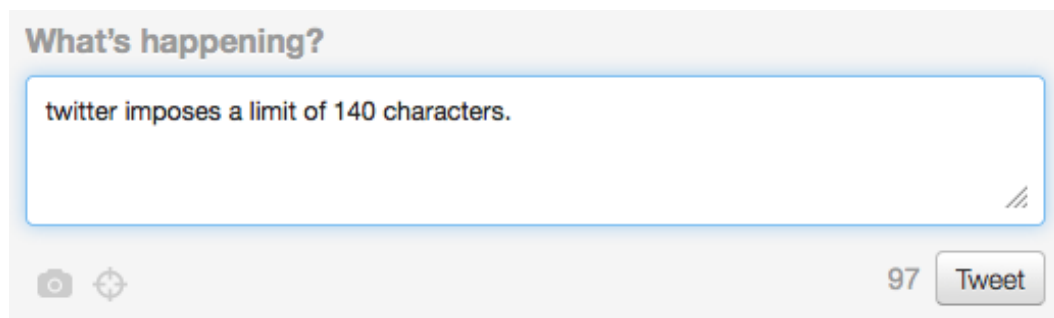 What's happening?
twitter imposes a limit of 140 characters.
97 Tweet